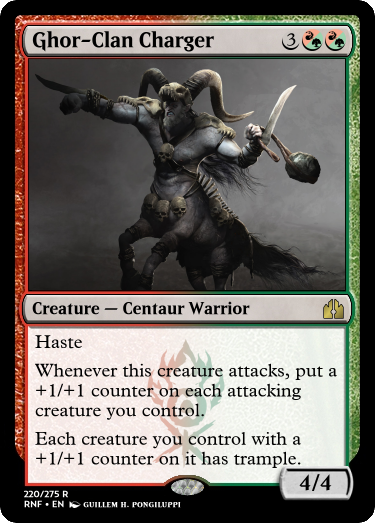 Ghor-Clan Charger 3
Creature — Centaur Warrior
Haste
Whenever this creature attacks, put a
+1/+1 counter on each attacking
creature you control.
Each creature you control with a
+1/+1 counter on it has trample.
4/4
220/275 R
RNF • EN GUILLEM H. PONGILUPPI